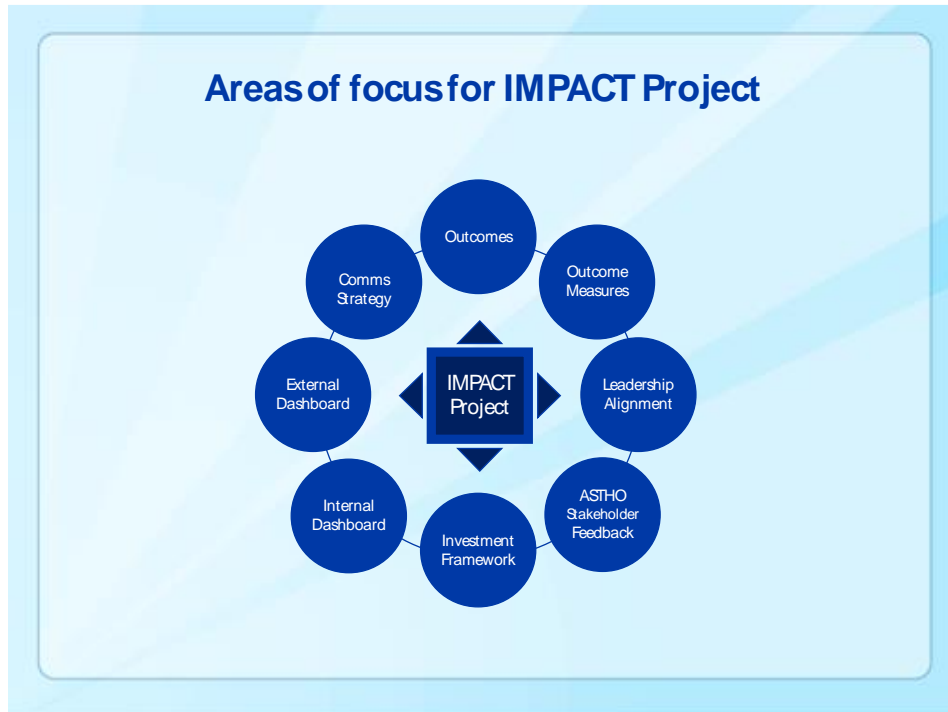 Areas of focus for IMPACT Project
Outcomes
Outcome
Measures
Leadership
Alignment
ASTHO
Stakeholder
Feedback
Investment
Framework
Internal
Dashboard
External
Dashboard
Comms
Strategy
IMPACT
Project